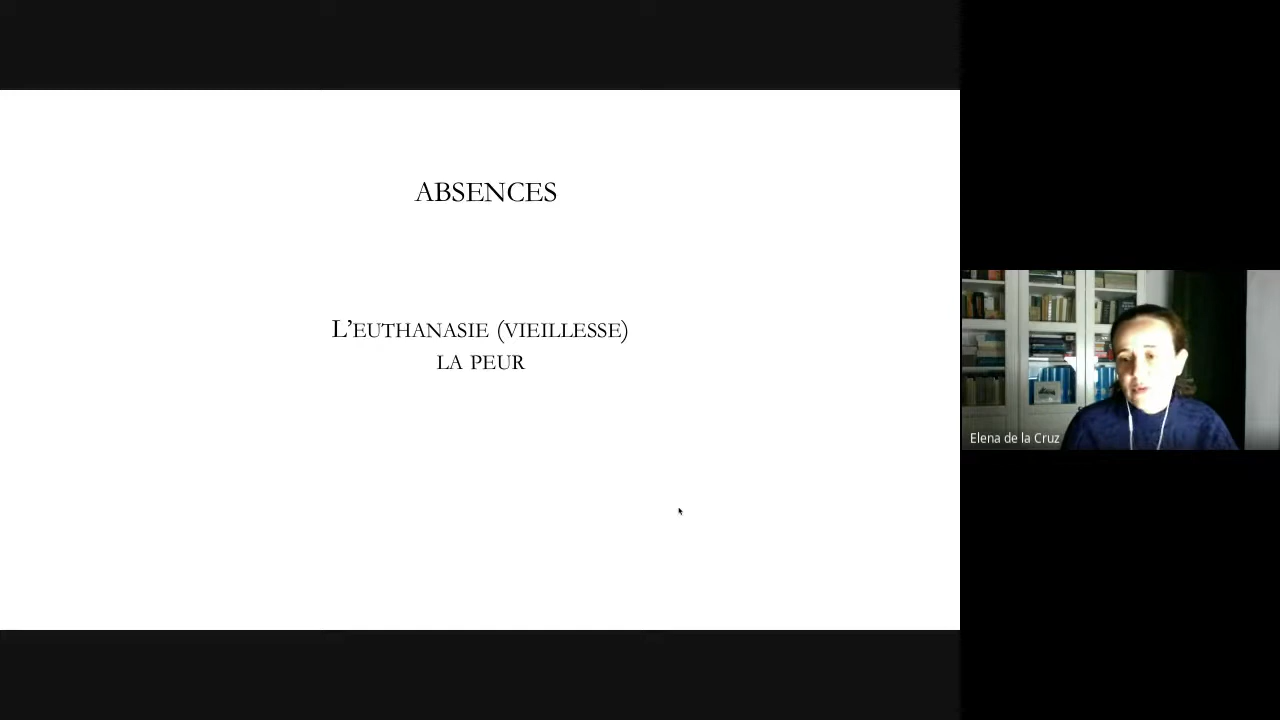 ABSENCES
L’EUTHANASIE (VIEILLESSE)
LA PEUR
Elena de la Cruz